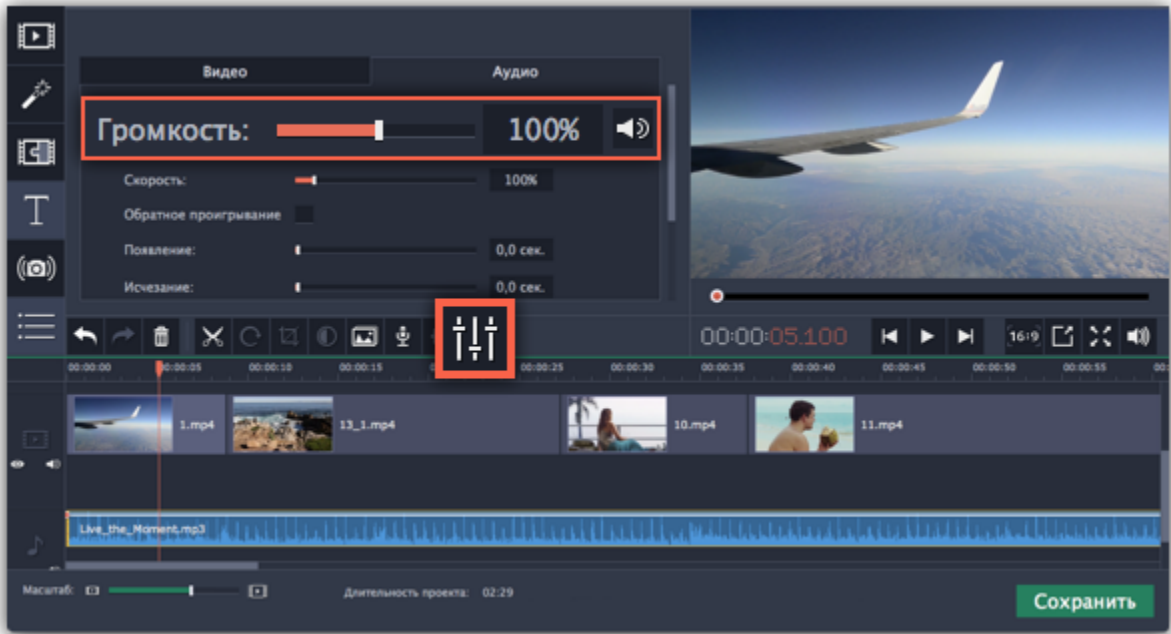 Видео
Аудио
Громкость: 100%
Скорость: 100%
Обратное проигрывание
Появление: 0,0 сек.
Исчезание: 0,0 сек.
00:00:05.100
16:9
00:00:00 00:00:05 00:00:10 00:00:15 00:00:25 00:00:30 00:00:35 00:00:40 00:00:45 00:00:50 00:00:55
1.mp4 13_1.mp4 10.mp4 11.mp4
Live_the_Moment.mp3
Масштаб: Длительность проекта: 02:29
Сохранить